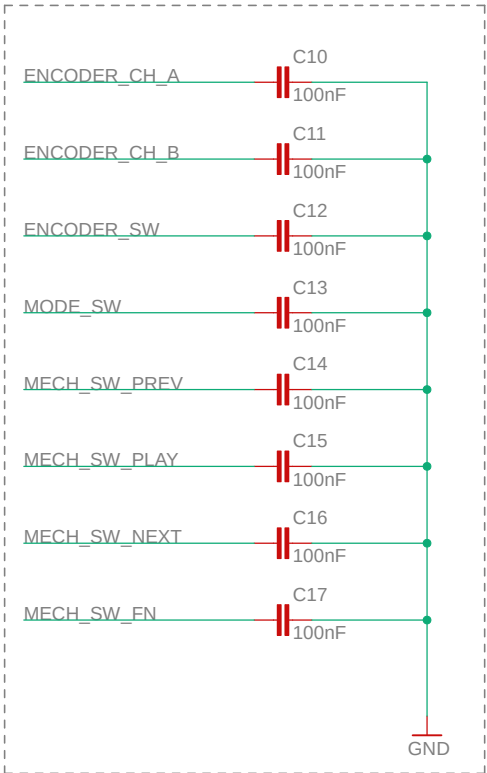 C10
ENCODER_CH_A
100nF
C11
ENCODER_CH_B
100nF
C12
ENCODER_SW
100nF
C13
MODE_SW
100nF
C14
MECH_SW_PREV
100nF
C15
MECH_SW_PLAY
100nF
C16
MECH_SW_NEXT
100nF
C17
MECH_SW_FN
100nF
GND